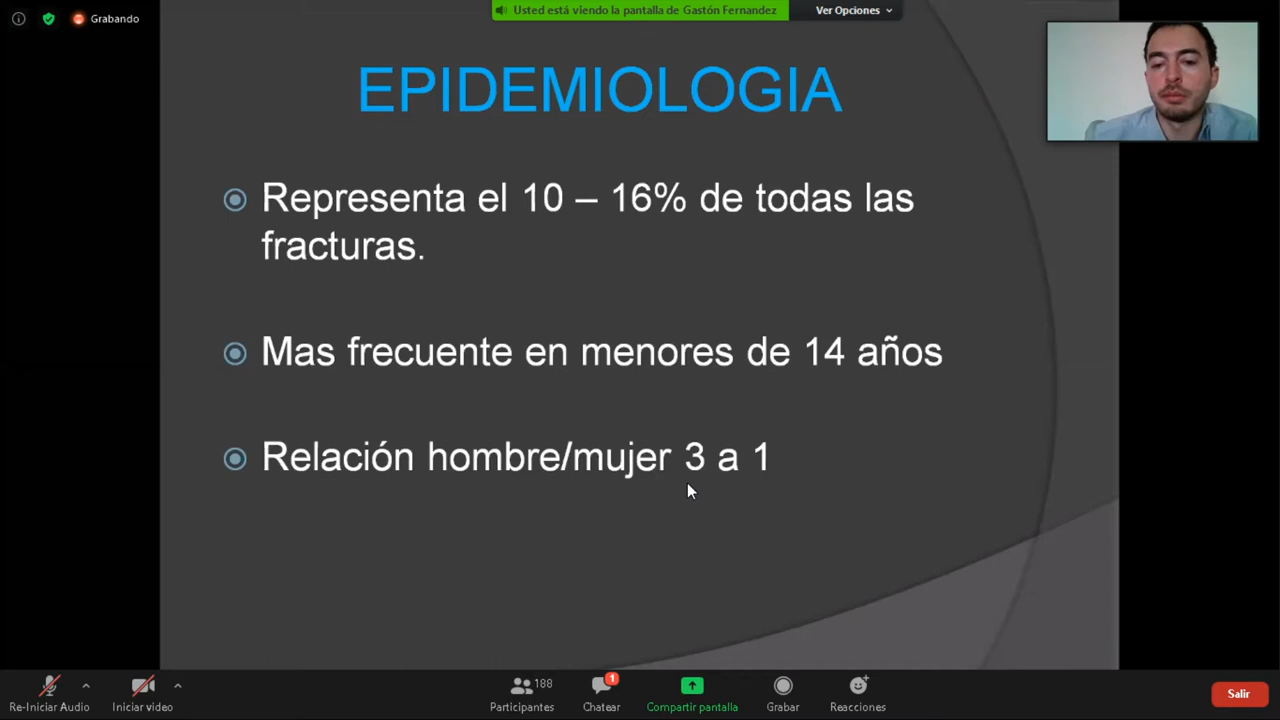 Grabando
Usted está viendo la pantalla de Gastón Fernandez
Ver Opciones
EPIDEMIOLOGIA
Representa el 10 – 16% de todas las
fracturas.
Mas frecuente en menores de 14 años
Relación hombre/mujer 3 a 1
Re-Iniciar Audio
Iniciar video
188
Participantes
1
Chatear
Compartir pantalla
Grabar
Reacciones
Salir